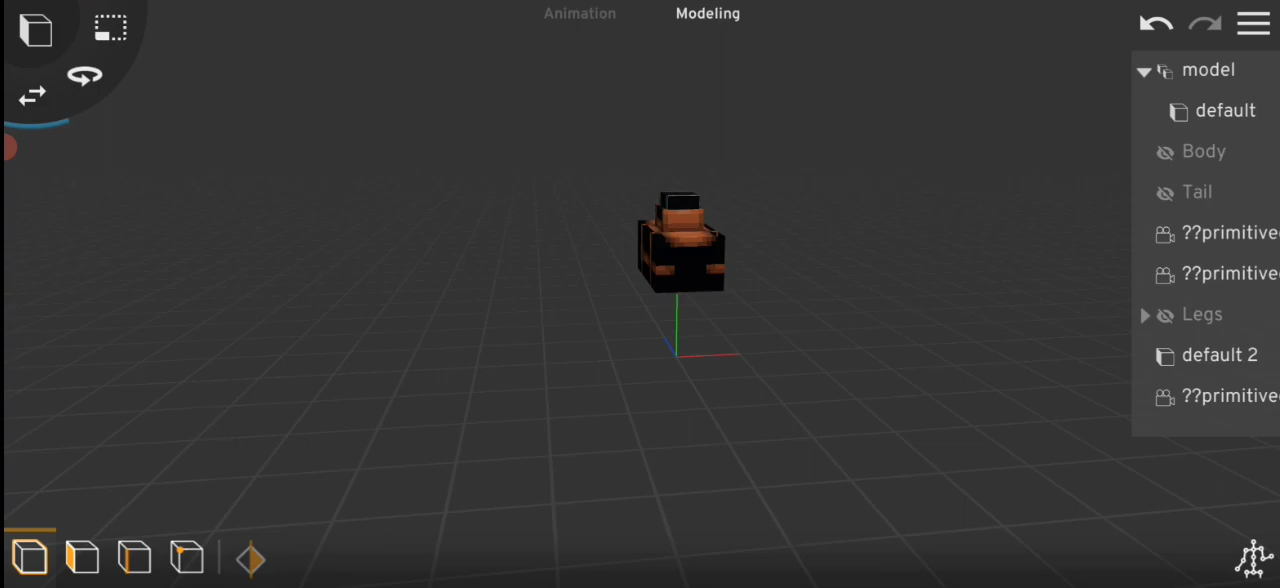 Animation Modeling
model
default
Body
Tail
??primitive
??primitive
Legs
default 2
??primitive